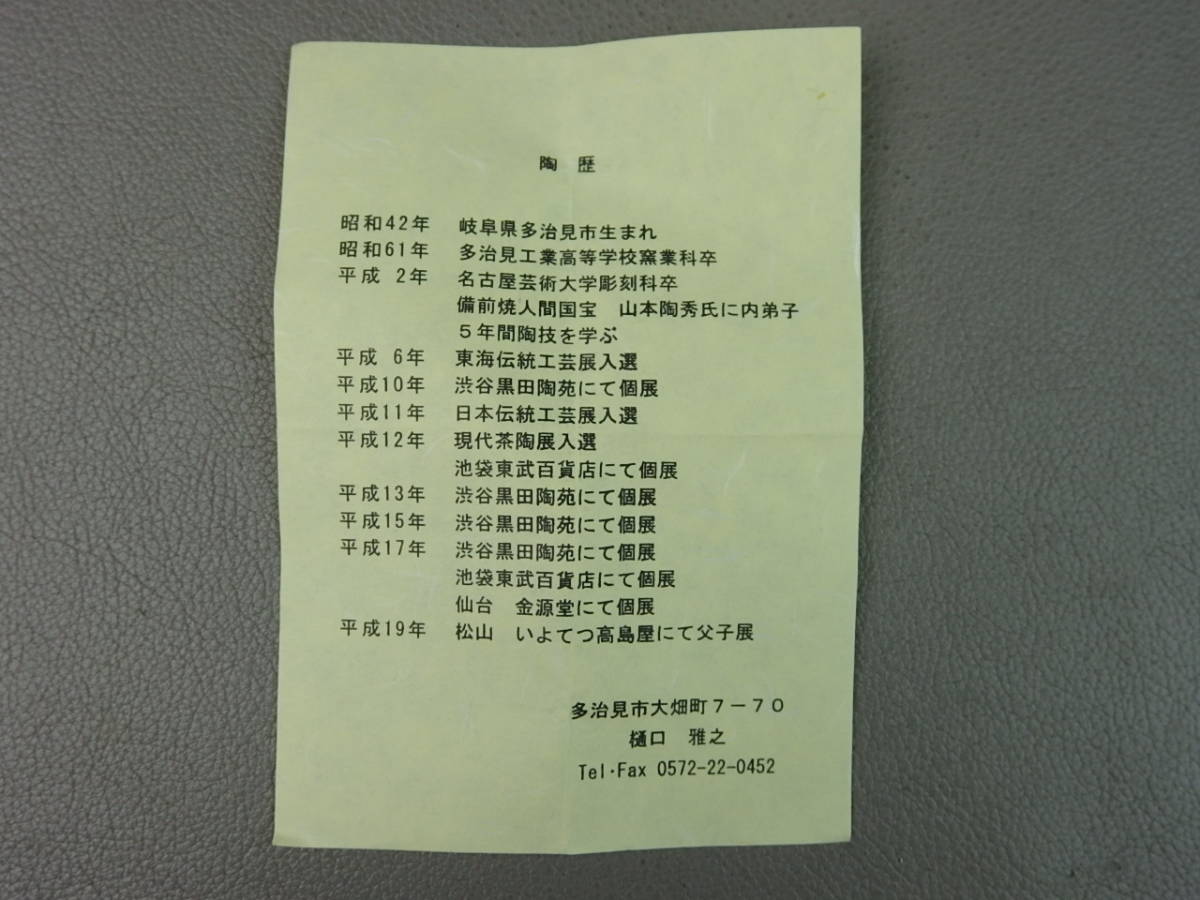 陶 歴
昭和42年 岐阜県多治見市生まれ
昭和61年 多治見工業高等学校窯業科卒
平成 2年 名古屋芸術大学彫刻科卒
備前焼人間国宝 山本陶秀氏に内弟子
5年間陶技を学ぶ
平成 6年 東海伝統工芸展入選
平成10年 渋谷黒田陶苑にて個展
平成11年 日本伝統工芸展入選
平成12年 現代茶陶展入選
池袋東武百貨店にて個展
平成13年 渋谷黒田陶苑にて個展
平成15年 渋谷黒田陶苑にて個展
平成17年 渋谷黒田陶苑にて個展
池袋東武百貨店にて個展
仙台 金源堂にて個展
平成19年 松山 いよてつ高島屋にて父子展
多治見市大畑町7-70
樋口 雅之
Tel・Fax 0572-22-0452